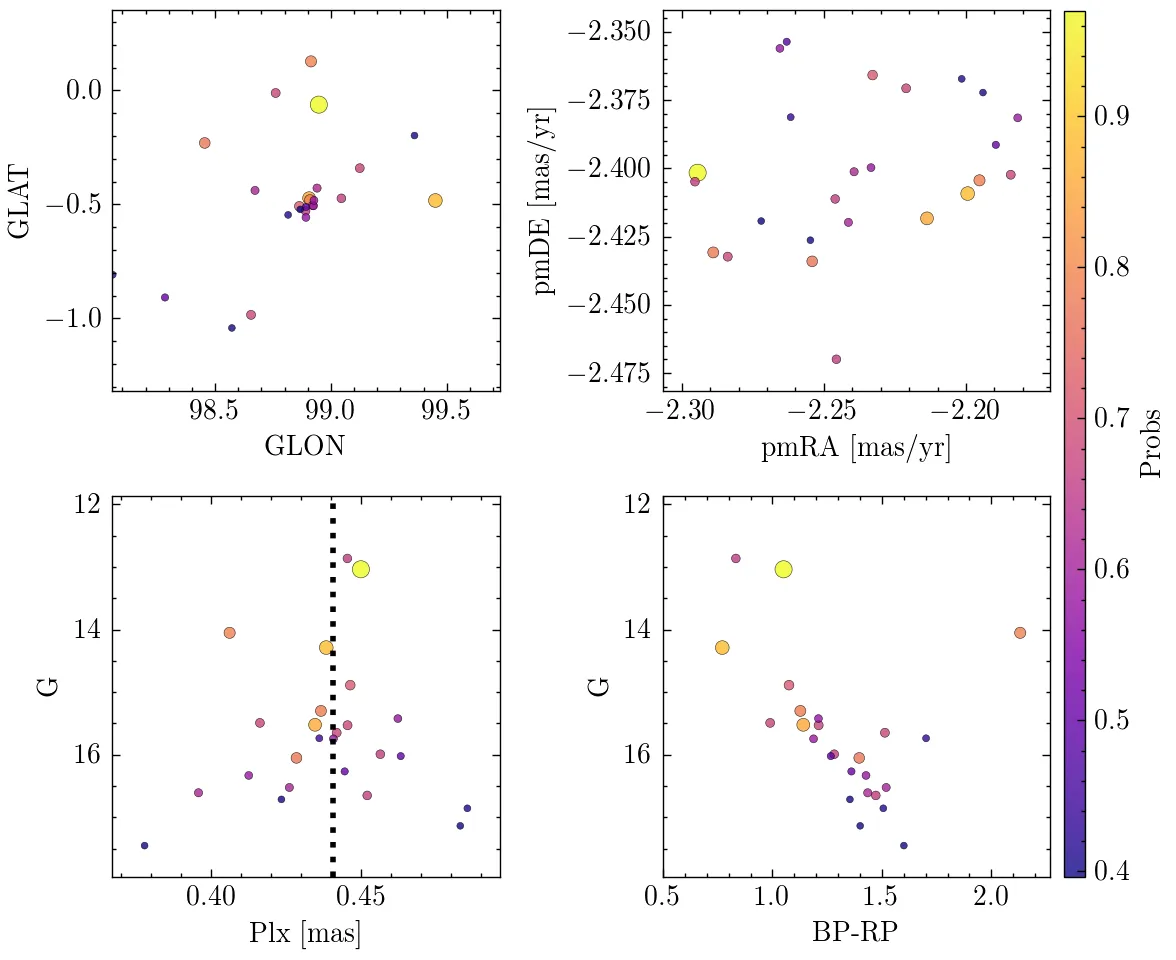 0.0
−0.5
−1.0
GLAT
98.5 99.0 99.5
GLON
−2.350
−2.375
−2.400
−2.425
−2.450
−2.475
pmDE [mas/yr]
−2.30 −2.25 −2.20
pmRA [mas/yr]
12
14
16
G
0.40 0.45
Plx [mas]
12
14
16
G
0.5 1.0 1.5 2.0
BP-RP
0.9
0.8
0.7
0.6
0.5
0.4
Probs